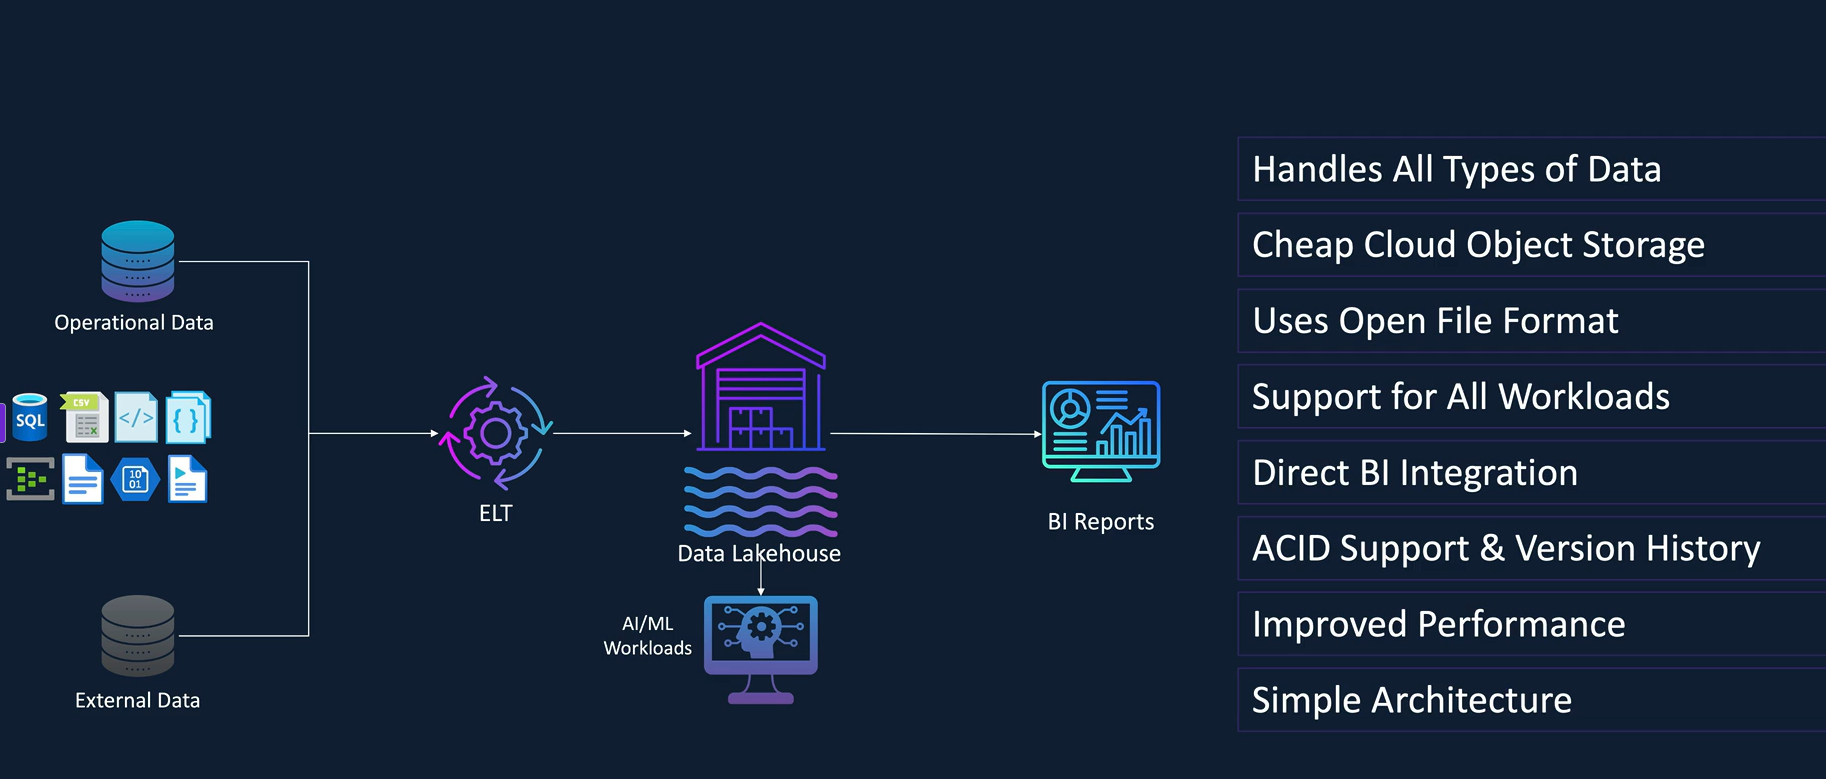 Operational Data
SQL
CSV
</>
{ }
10
01
External Data
ELT
Data Lakehouse
AI/ML
Workloads
BI Reports
Handles All Types of Data
Cheap Cloud Object Storage
Uses Open File Format
Support for All Workloads
Direct BI Integration
ACID Support & Version History
Improved Performance
Simple Architecture